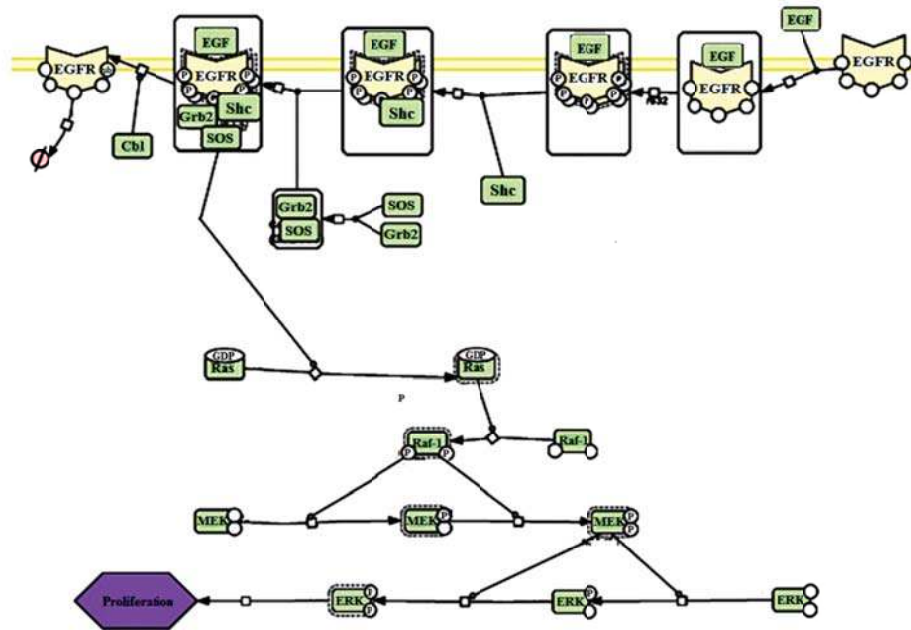 EGF
EGF
EGF
EGF
EGF
EGFR
EGFR
EGFR
EGFR
EGFR
EGFR
P
P
P
P
P
P
P
P
Grb2
Shc
Shc
SOS
Cbl
Shc
Grb2
SOS
SOS
Grb2
GDP
Ras
GDP
Ras
P
Raf-1
P
P
Raf-1
MEK
MEK
P
MEK
P
P
Proliferation
ERK
ERK
P
ERK